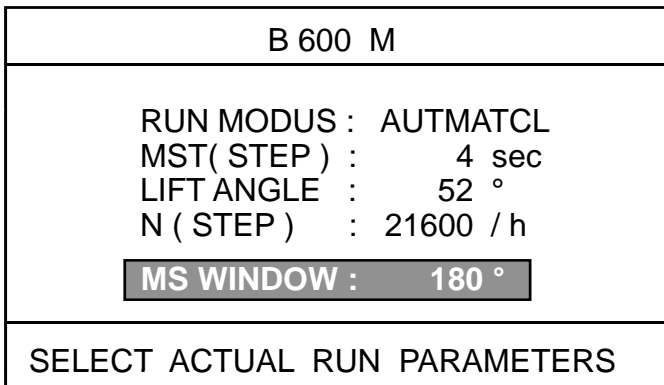 B 600 M
RUN MODUS : AUTMATCL
MST( STEP ) : 4 sec
LIFT ANGLE : 52 °
N ( STEP ) : 21600 / h
MS WINDOW : 180 °
SELECT ACTUAL RUN PARAMETERS